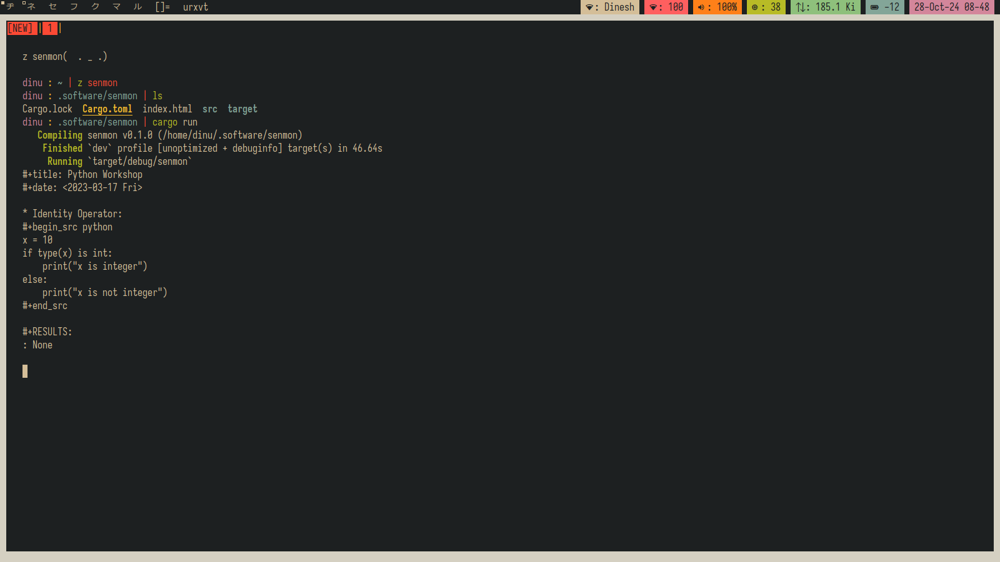 ヂ ネ セ フ ク マ ル []= urxvt : Dinesh : 100 : 100% : 38 ↑↓: 185.1 Ki -12 28-Oct-24 08-48
[NEW] | 1 |
z senmon(  . _ .)
dinu : ~ | z senmon
dinu : .software/senmon | ls
Cargo.lock  Cargo.toml  index.html  src  target
dinu : .software/senmon | cargo run
   Compiling senmon v0.1.0 (/home/dinu/.software/senmon)
    Finished `dev` profile [unoptimized + debuginfo] target(s) in 46.64s
     Running `target/debug/senmon`
#+title: Python Workshop
#+date: <2023-03-17 Fri>
* Identity Operator:
#+begin_src python
x = 10
if type(x) is int:
    print("x is integer")
else:
    print("x is not integer")
#+end_src
#+RESULTS:
: None